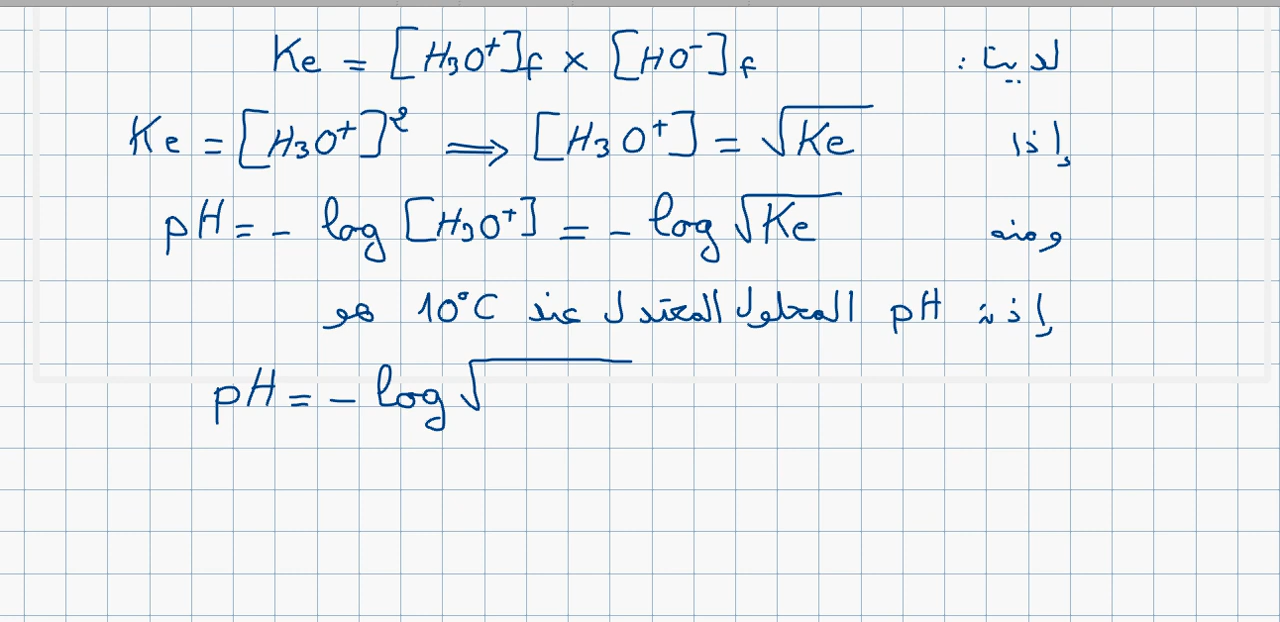 لدينا : Ke = [H₃O⁺]f × [HO⁻]f
إذا Ke = [H₃O⁺]² ⟹ [H₃O⁺] = √Ke
ومنه pH = - log [H₃O⁺] = - log √Ke
إذن pH المحلول المعتدل عند 10°C هو
pH = - log √